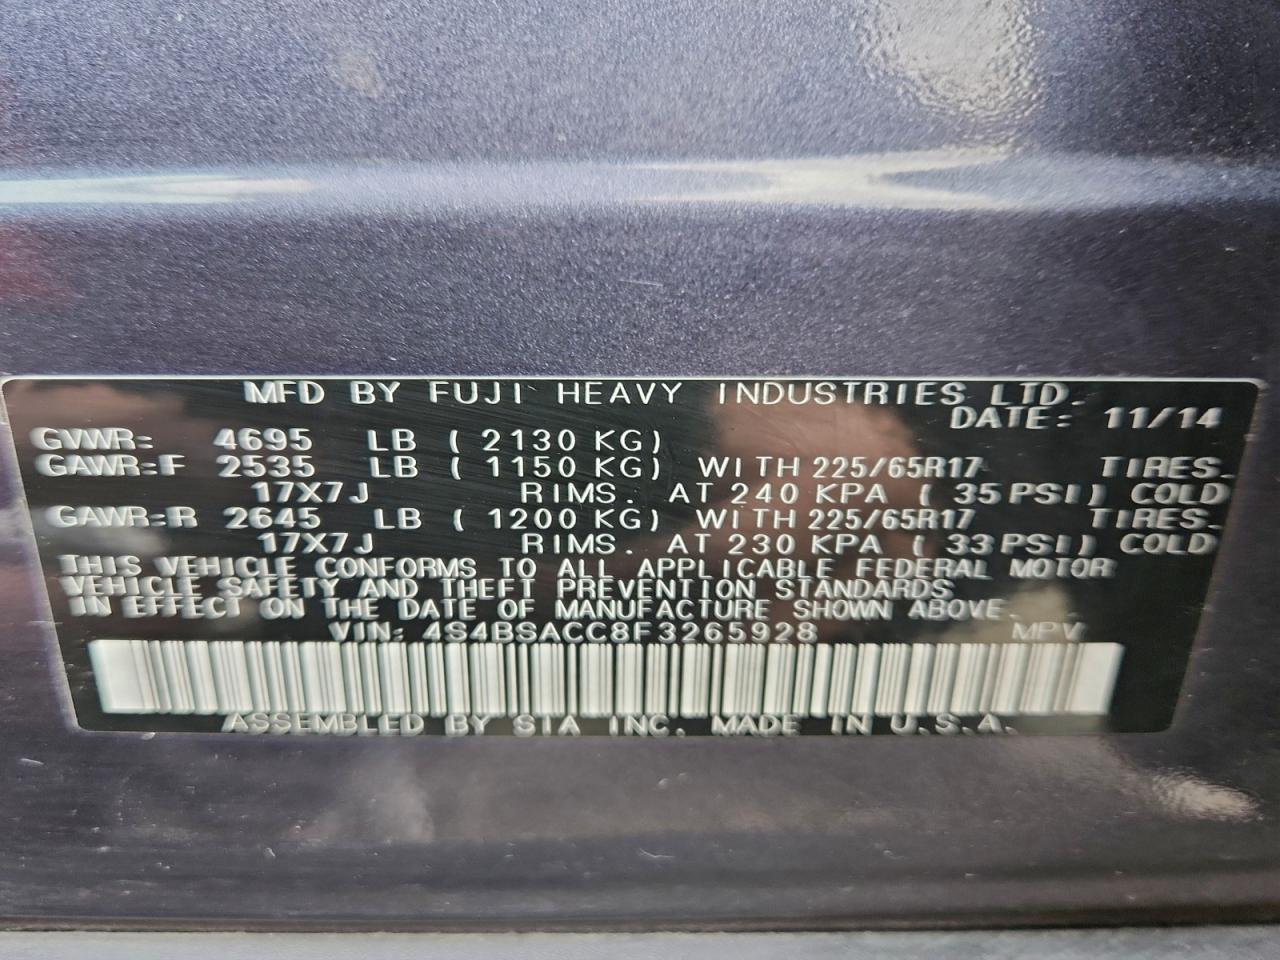 MFD BY FUJI HEAVY INDUSTRIES LTD.
DATE: 11/14
GVWR: 4695 LB ( 2130 KG)
GAWR:F 2535 LB ( 1150 KG) WITH 225/65R17 TIRES.
17X7J RIMS. AT 240 KPA ( 35 PSI) COLD
GAWR:R 2645 LB ( 1200 KG) WITH 225/65R17 TIRES.
17X7J RIMS. AT 230 KPA ( 33 PSI) COLD
THIS VEHICLE CONFORMS TO ALL APPLICABLE FEDERAL MOTOR
VEHICLE SAFETY AND THEFT PREVENTION STANDARDS
IN EFFECT ON THE DATE OF MANUFACTURE SHOWN ABOVE.
VIN: 4S4BSACC8F3265928 MPV
ASSEMBLED BY SIA INC. MADE IN U.S.A.